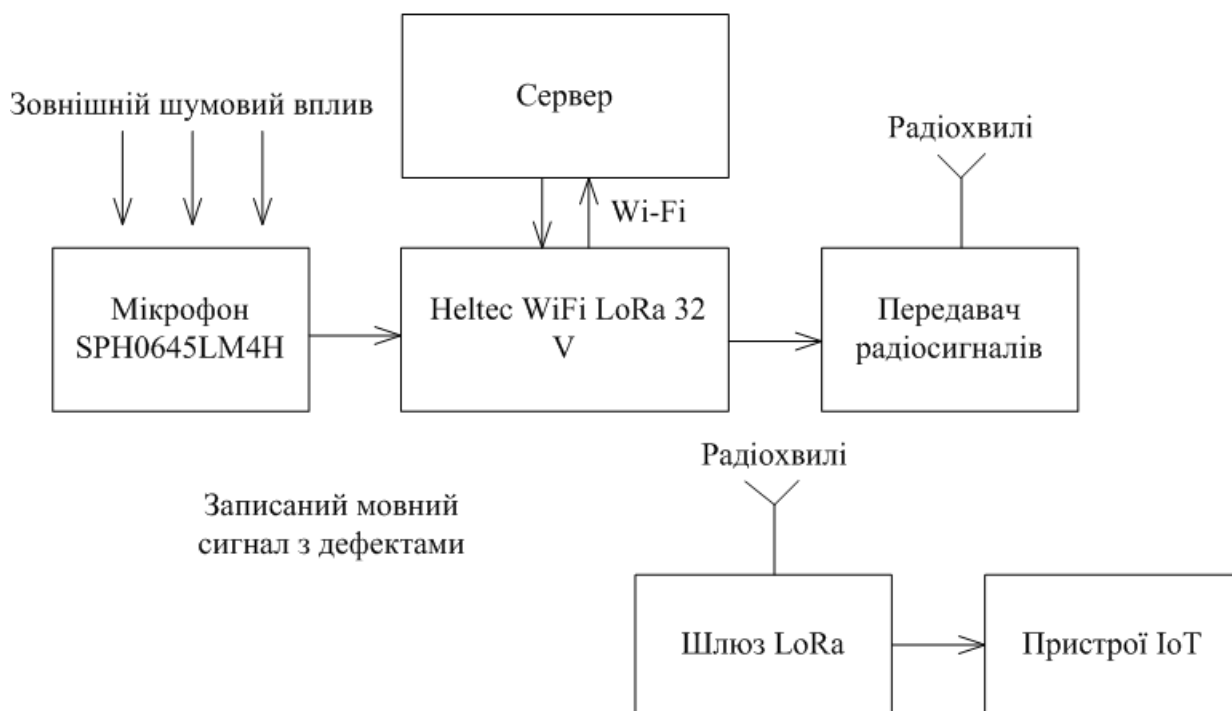 Зовнішній шумовий вплив
Сервер
Радіохвилі
Wi-Fi
Мікрофон
SPH0645LM4H
Heltec WiFi LoRa 32
V
Передавач
радіосигналів
Радіохвилі
Записаний мовний
сигнал з дефектами
Шлюз LoRa
Пристрої IoT